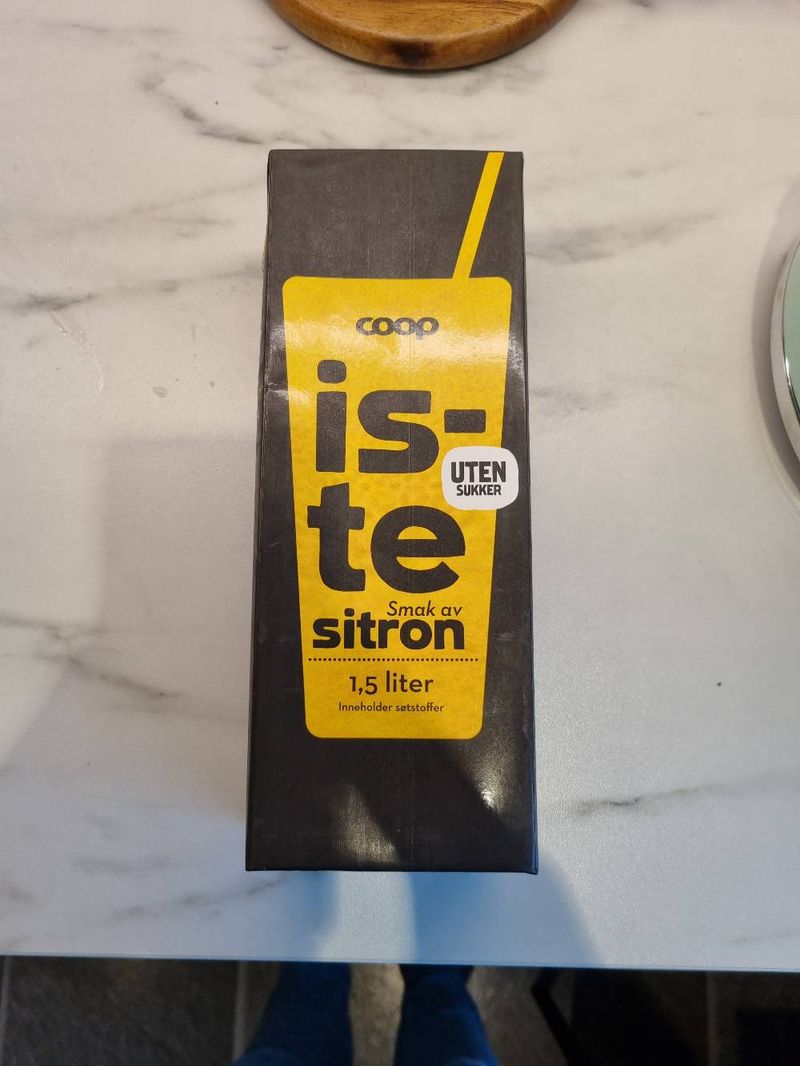 coop
is-
te
UTEN
SUKKER
Smak av
sitron
1,5 liter
Inneholder søtstoffer